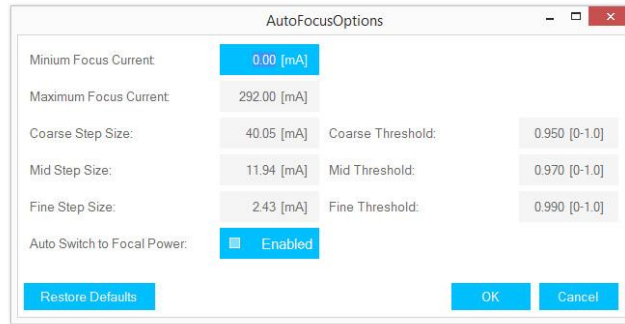 AutoFocusOptions
Minium Focus Current: 0.00 [mA]
Maximum Focus Current: 292.00 [mA]
Coarse Step Size: 40.05 [mA] Coarse Threshold: 0.950 [0-1.0]
Mid Step Size: 11.94 [mA] Mid Threshold: 0.970 [0-1.0]
Fine Step Size: 2.43 [mA] Fine Threshold: 0.990 [0-1.0]
Auto Switch to Focal Power: Enabled
Restore Defaults OK Cancel